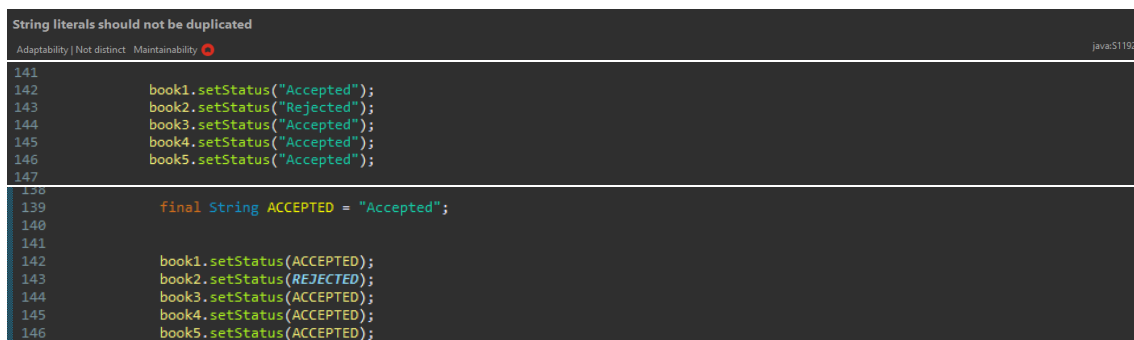 String literals should not be duplicated
Adaptability | Not distinct Maintainability
java:S1192
141
142 book1.setStatus("Accepted");
143 book2.setStatus("Rejected");
144 book3.setStatus("Accepted");
145 book4.setStatus("Accepted");
146 book5.setStatus("Accepted");
147
138
139 final String ACCEPTED = "Accepted";
140
141
142 book1.setStatus(ACCEPTED);
143 book2.setStatus(REJECTED);
144 book3.setStatus(ACCEPTED);
145 book4.setStatus(ACCEPTED);
146 book5.setStatus(ACCEPTED);